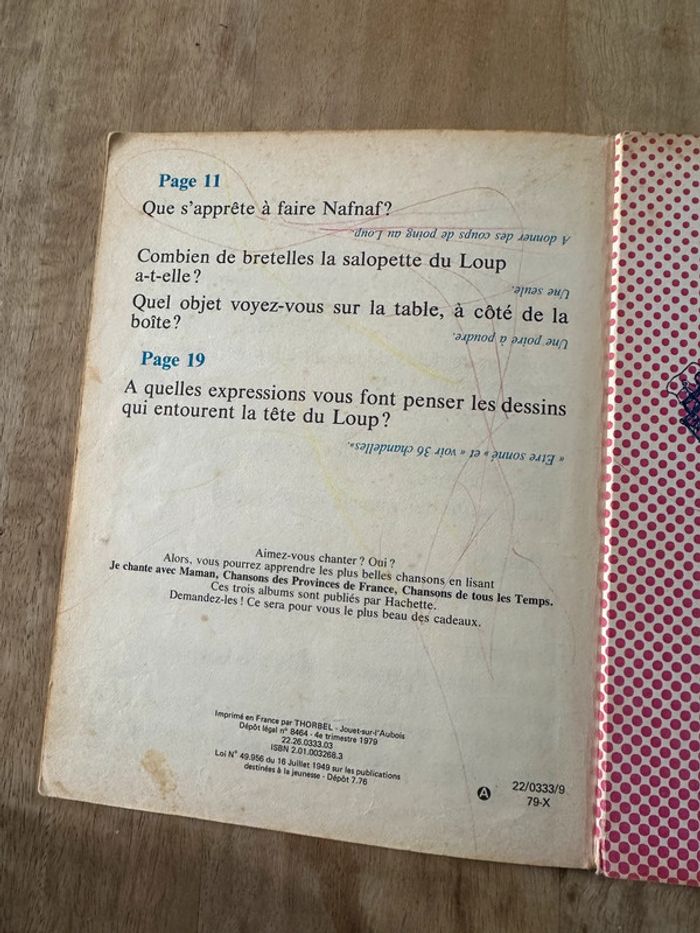 Page 11
Que s'apprête à faire Nafnaf?
A donner des coups de poing au Loup.
Combien de bretelles la salopette du Loup
a-t-elle?
Une seule.
Quel objet voyez-vous sur la table, à côté de la
boîte?
Une poire à poudre.
Page 19
A quelles expressions vous font penser les dessins
qui entourent la tête du Loup?
« Etre sonné » et « voir 36 chandelles».
Aimez-vous chanter? Oui?
Alors, vous pourrez apprendre les plus belles chansons en lisant
Je chante avec Maman, Chansons des Provinces de France, Chansons de tous les Temps.
Ces trois albums sont publiés par Hachette.
Demandez-les! Ce sera pour vous le plus beau des cadeaux.
Imprimé en France par THORBEL - Jouet-sur-l'Aubois
Dépôt légal n° 8464 - 4e trimestre 1979
22.26.0333.03
ISBN 2.01.003268.3
Loi N° 49.956 du 16 Juillet 1949 sur les publications
destinées à la jeunesse - Dépôt 7.76
A
22/0333/9
79-X